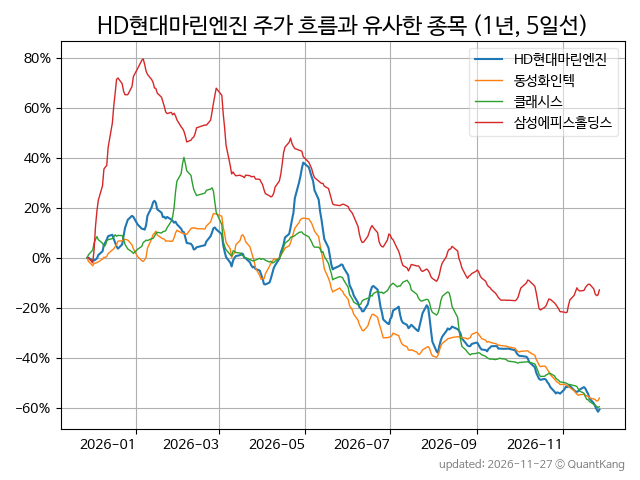 HD현대마린엔진 주가 흐름과 유사한 종목 (1년, 5일선)
HD현대마린엔진
동성화인텍
클래시스
삼성에피스홀딩스
80%
60%
40%
20%
0%
−20%
−40%
−60%
2026-01
2026-03
2026-05
2026-07
2026-09
2026-11
updated: 2026-11-27 © QuantKang